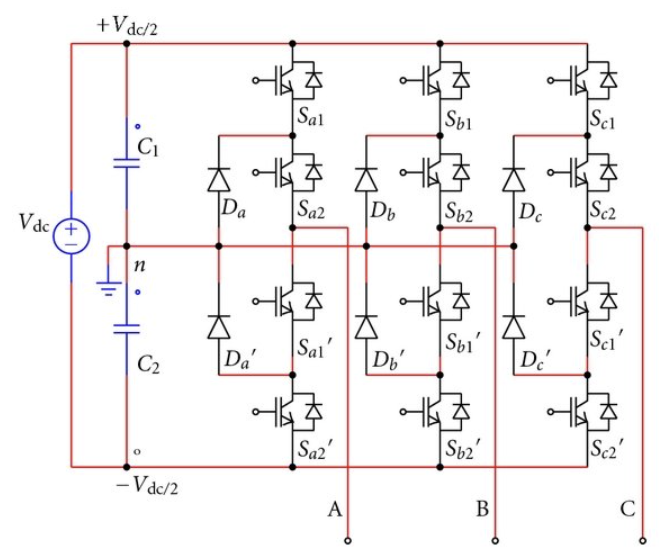 +V_dc/2
S_a1
S_b1
S_c1
C_1
D_a
S_a2
D_b
S_b2
D_c
S_c2
V_dc
+
−
n
C_2
D_a′
S_a1′
D_b′
S_b1′
D_c′
S_c1′
S_a2′
S_b2′
S_c2′
−V_dc/2
A
B
C